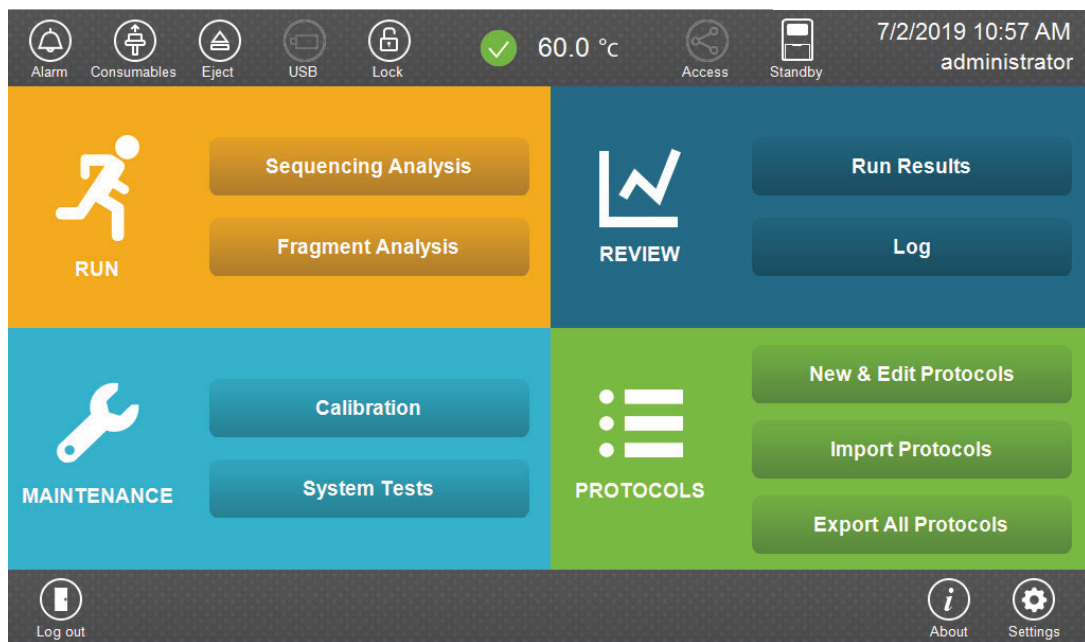 Alarm Consumables Eject USB Lock 60.0 °c Access Standby 7/2/2019 10:57 AM
administrator
RUN
Sequencing Analysis
Fragment Analysis
REVIEW
Run Results
Log
MAINTENANCE
Calibration
System Tests
PROTOCOLS
New & Edit Protocols
Import Protocols
Export All Protocols
Log out
i
About
Settings